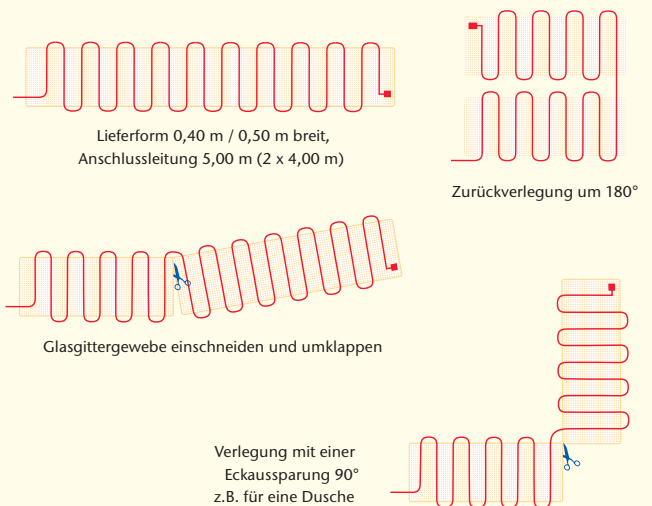 Lieferform 0,40 m / 0,50 m breit,
Anschlussleitung 5,00 m (2 x 4,00 m)
Zurückverlegung um 180°
Glasgittergewebe einschneiden und umklappen
Verlegung mit einer
Eckaussparung 90°
z.B. für eine Dusche